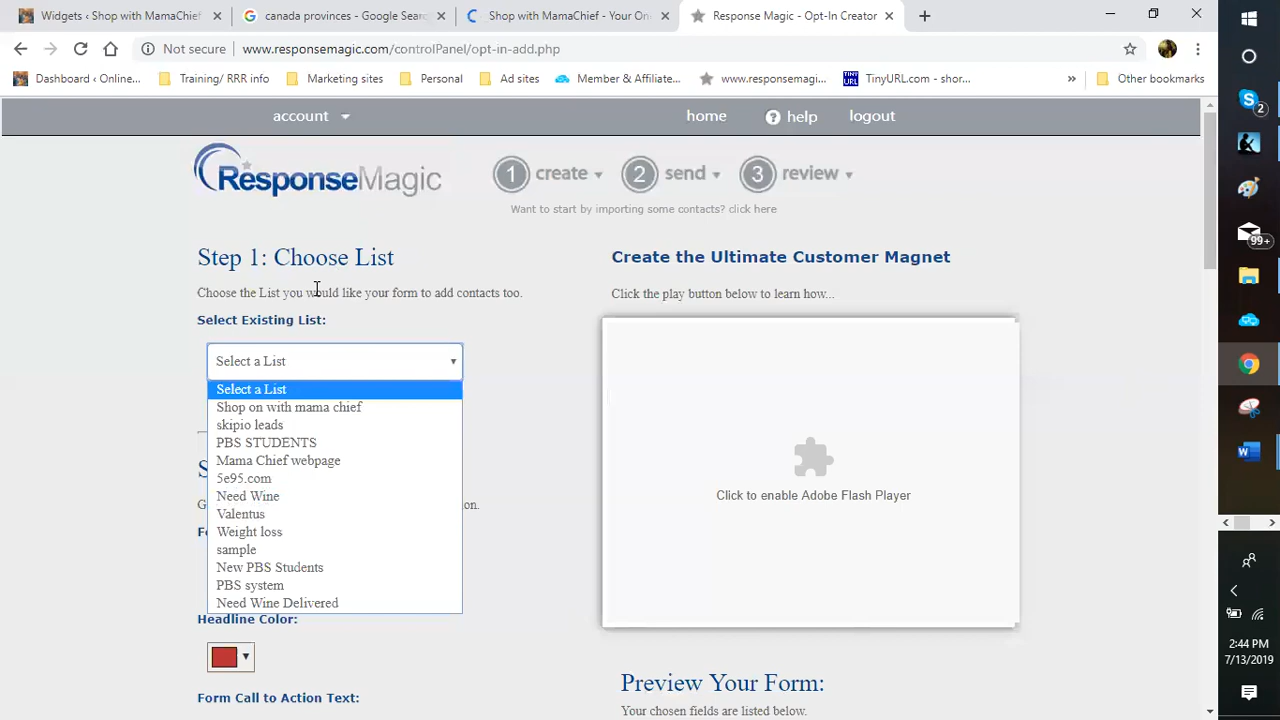 Widgets ‹ Shop with MamaChief
canada provinces - Google Sear
Shop with MamaChief - Your On
Response Magic - Opt-In Creator
Not secure
www.responsemagic.com/controlPanel/opt-in-add.php
Dashboard ‹ Online...
Training/ RRR info
Marketing sites
Personal
Ad sites
Member & Affiliate...
www.responsemagi...
TINY URL
TinyURL.com - shor...
»
Other bookmarks
account
home
? help
logout
ResponseMagic
1 create
2 send
3 review
Want to start by importing some contacts? click here
Step 1: Choose List
Choose the List you would like your form to add contacts too.
Select Existing List:
Select a List
Select a List
Shop on with mama chief
skipio leads
PBS STUDENTS
Mama Chief webpage
5e95.com
Need Wine
Valentus
Weight loss
sample
New PBS Students
PBS system
Need Wine Delivered
S
G
on.
Fo
Headline Color:
Form Call to Action Text:
Create the Ultimate Customer Magnet
Click the play button below to learn how...
Click to enable Adobe Flash Player
Preview Your Form:
Your chosen fields are listed below.
2
99+
2:44 PM
7/13/2019